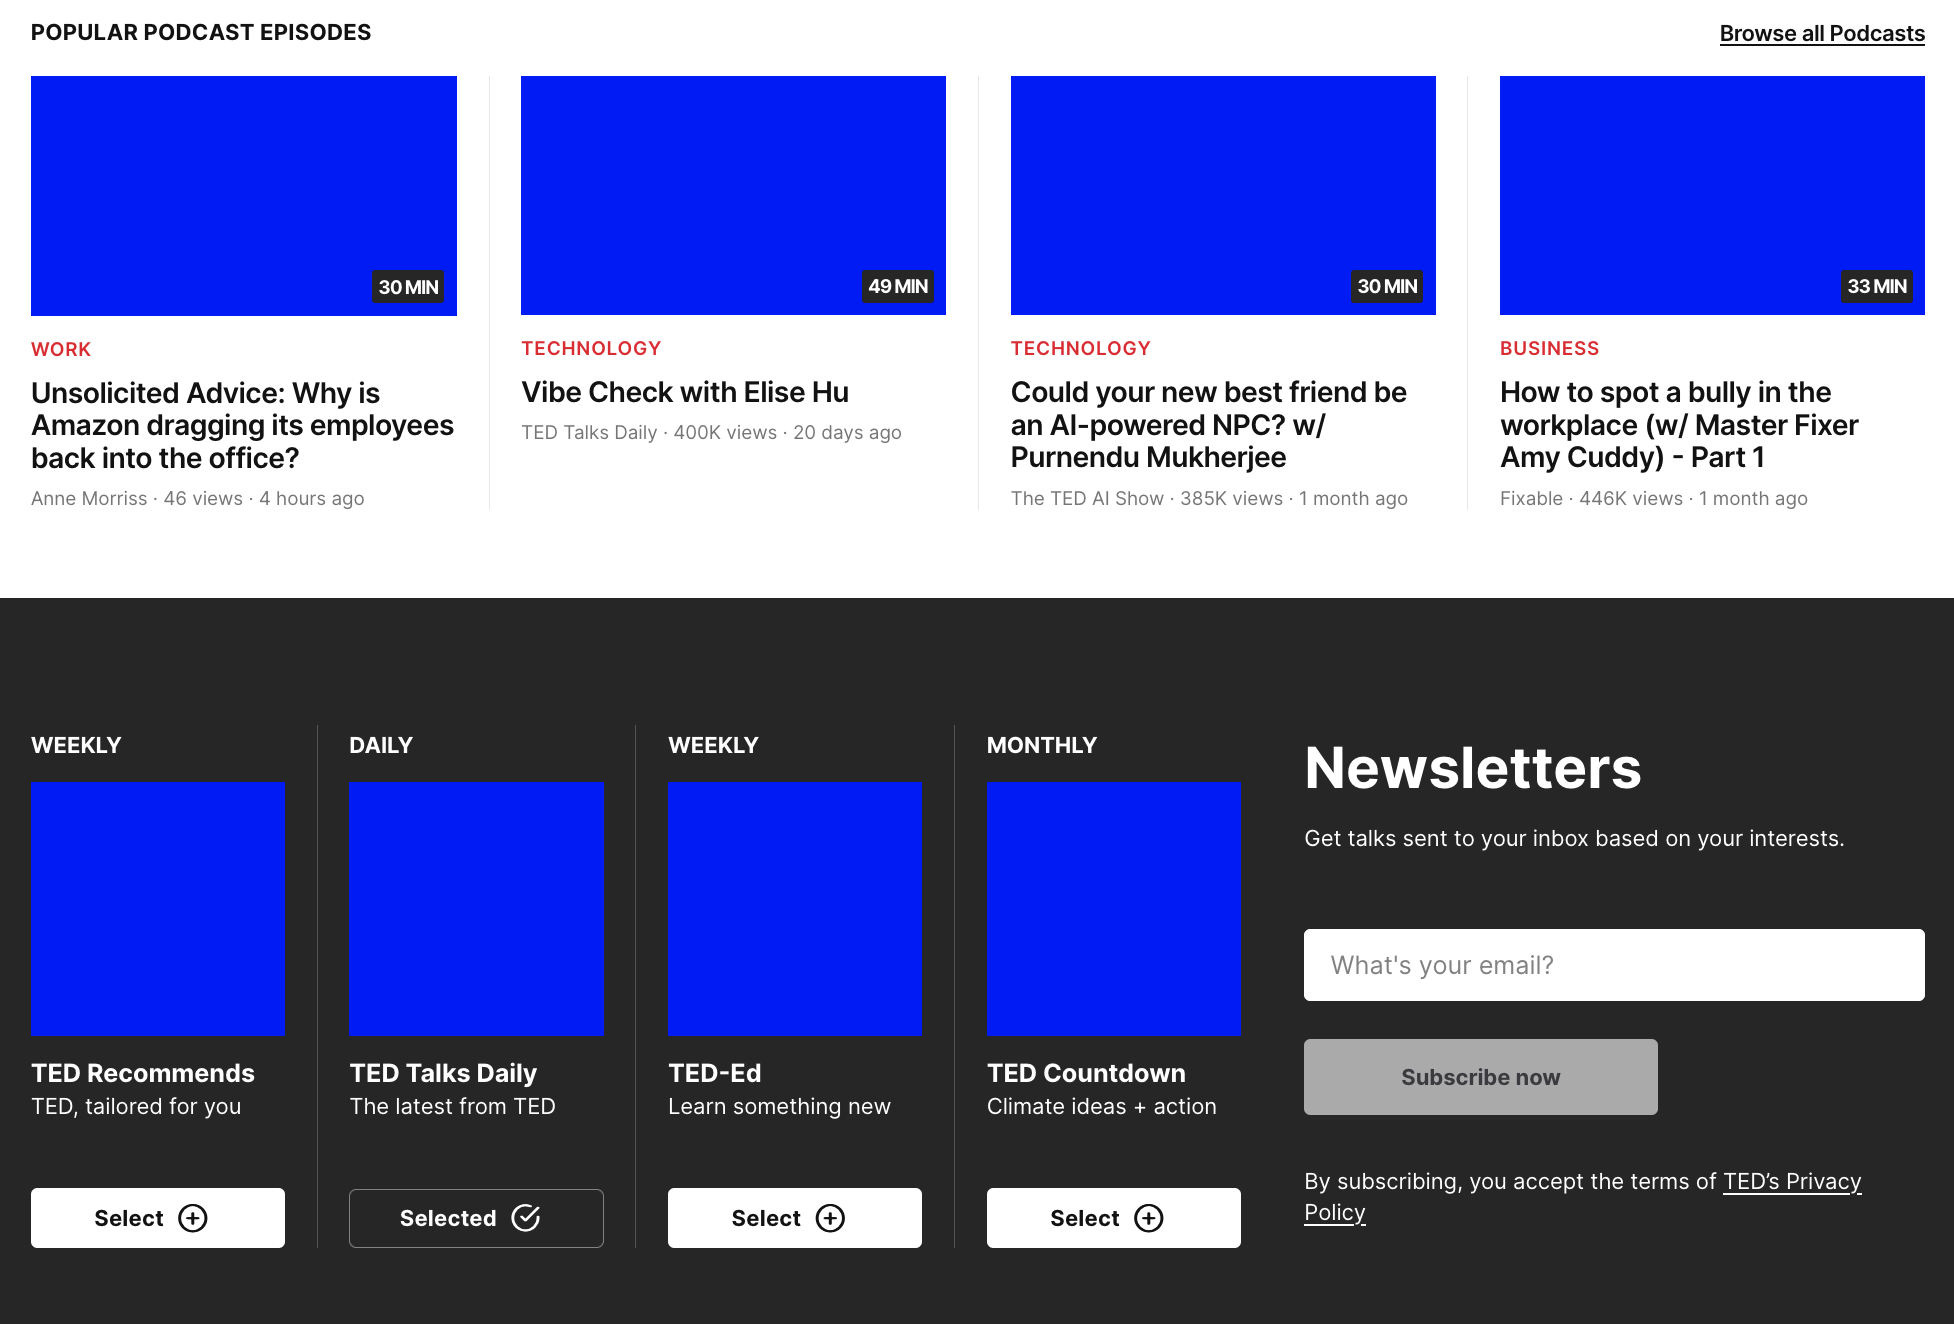 POPULAR PODCAST EPISODES
Browse all Podcasts
30 MIN
WORK
Unsolicited Advice: Why is
Amazon dragging its employees
back into the office?
Anne Morriss · 46 views · 4 hours ago
49 MIN
TECHNOLOGY
Vibe Check with Elise Hu
TED Talks Daily · 400K views · 20 days ago
30 MIN
TECHNOLOGY
Could your new best friend be
an AI-powered NPC? w/
Purnendu Mukherjee
The TED AI Show · 385K views · 1 month ago
33 MIN
BUSINESS
How to spot a bully in the
workplace (w/ Master Fixer
Amy Cuddy) - Part 1
Fixable · 446K views · 1 month ago
WEEKLY
TED Recommends
TED, tailored for you
Select
DAILY
TED Talks Daily
The latest from TED
Selected
WEEKLY
TED-Ed
Learn something new
Select
MONTHLY
TED Countdown
Climate ideas + action
Select
Newsletters
Get talks sent to your inbox based on your interests.
What's your email?
Subscribe now
By subscribing, you accept the terms of TED’s Privacy
Policy